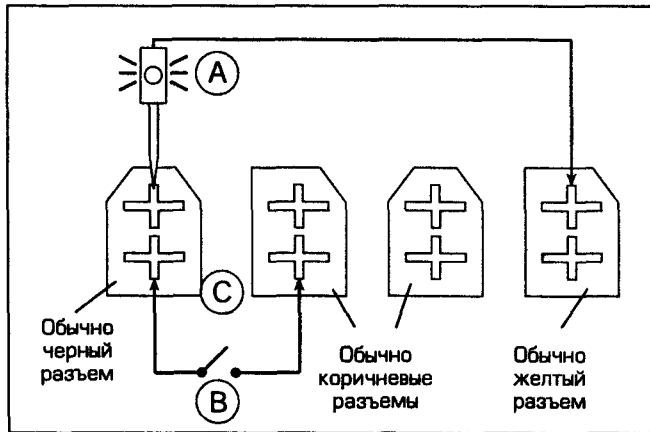 A
C
Обычно
черный
разъем
B
Обычно
коричневые
разъемы
Обычно
желтый
разъем